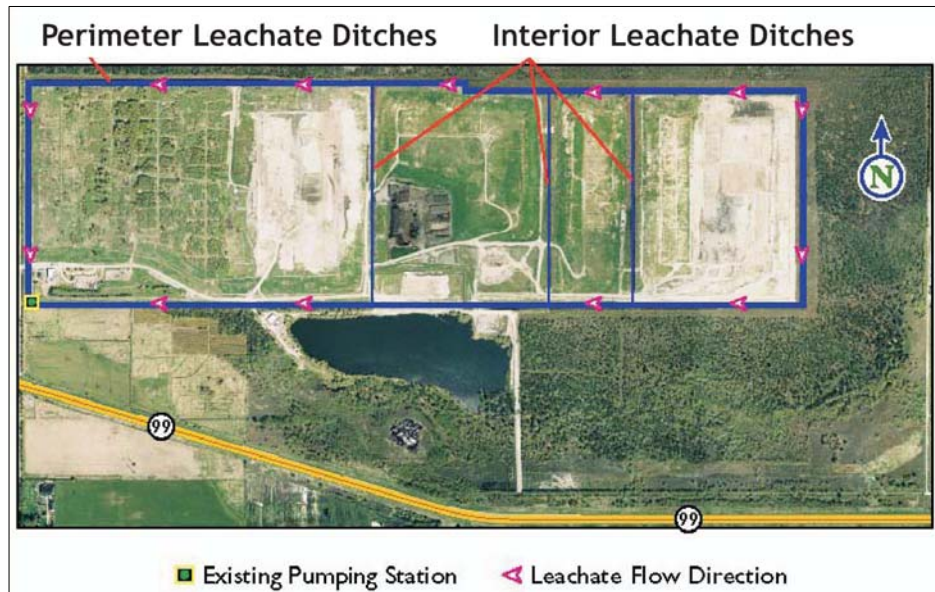 Perimeter Leachate Ditches
Interior Leachate Ditches
N
99
99
Existing Pumping Station
Leachate Flow Direction